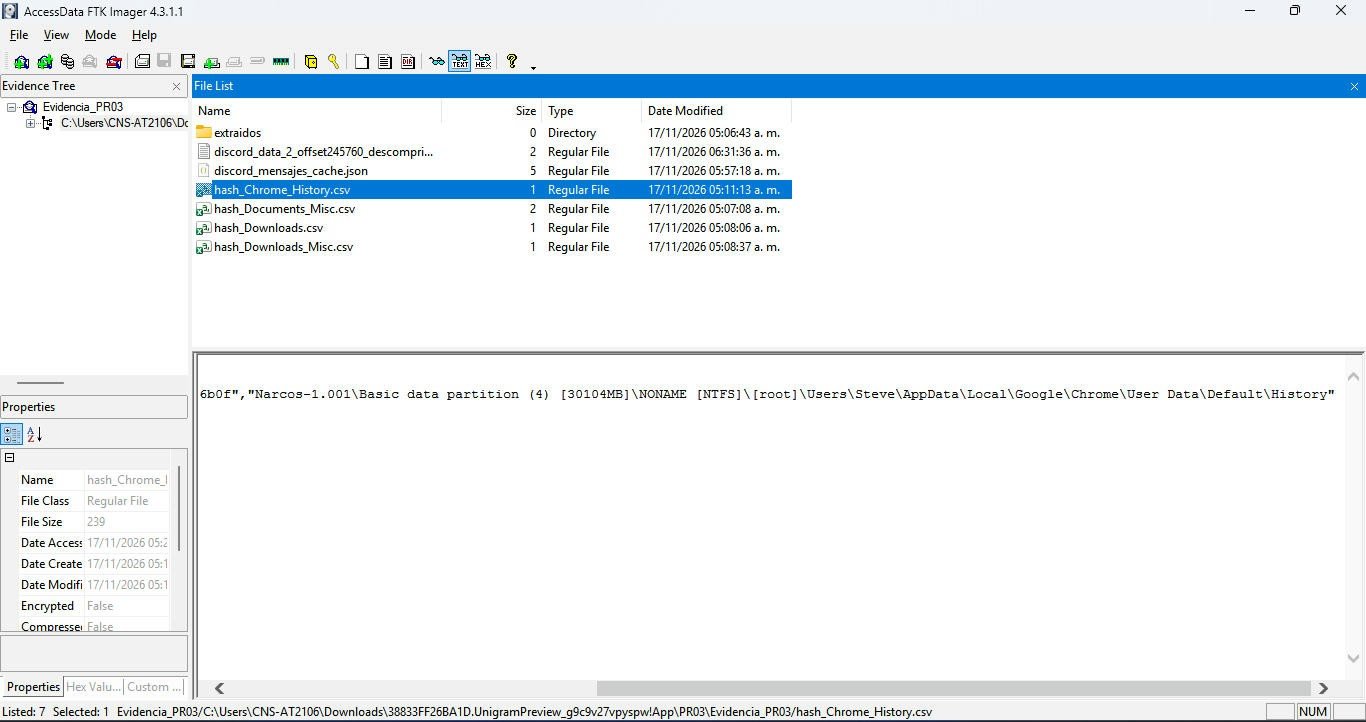 AccessData FTK Imager 4.3.1.1
File View Mode Help
Evidence Tree
File List
Evidencia_PR03
C:\Users\CNS-AT2106\Dc
Name Size Type Date Modified
extraidos 0 Directory 17/11/2026 05:06:43 a. m.
discord_data_2_offset245760_descompri... 2 Regular File 17/11/2026 06:31:36 a. m.
discord_mensajes_cache.json 5 Regular File 17/11/2026 05:57:18 a. m.
hash_Chrome_History.csv 1 Regular File 17/11/2026 05:11:13 a. m.
hash_Documents_Misc.csv 2 Regular File 17/11/2026 05:07:08 a. m.
hash_Downloads.csv 1 Regular File 17/11/2026 05:08:06 a. m.
hash_Downloads_Misc.csv 1 Regular File 17/11/2026 05:08:37 a. m.
6b0f","Narcos-1.001\Basic data partition (4) [30104MB]\NONAME [NTFS]\[root]\Users\Steve\AppData\Local\Google\Chrome\User Data\Default\History"
Properties
Name hash_Chrome_
File Class Regular File
File Size 239
Date Access 17/11/2026 05:2
Date Create 17/11/2026 05:1
Date Modifi 17/11/2026 05:1
Encrypted False
Compresse False
Properties Hex Valu... Custom ...
Listed: 7 Selected: 1 Evidencia_PR03/C:\Users\CNS-AT2106\Downloads\38833FF26BA1D.UnigramPreview_g9c9v27vpyspw!App\PR03\Evidencia_PR03/hash_Chrome_History.csv
NUM